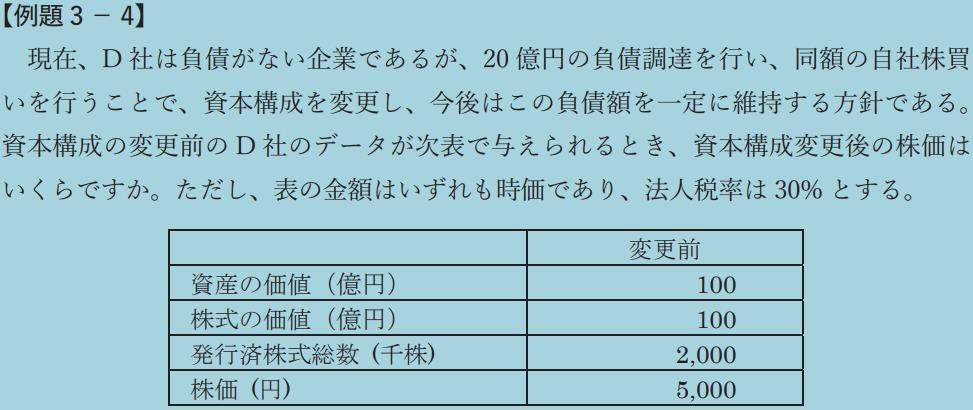 【例題 3 － 4】
現在、D 社は負債がない企業であるが、20 億円の負債調達を行い、同額の自社株買
いを行うことで、資本構成を変更し、今後はこの負債額を一定に維持する方針である。
資本構成の変更前の D 社のデータが次表で与えられるとき、資本構成変更後の株価は
いくらですか。ただし、表の金額はいずれも時価であり、法人税率は 30% とする。
変更前
資産の価値（億円） 100
株式の価値（億円） 100
発行済株式総数 (千株) 2,000
株価 (円) 5,000